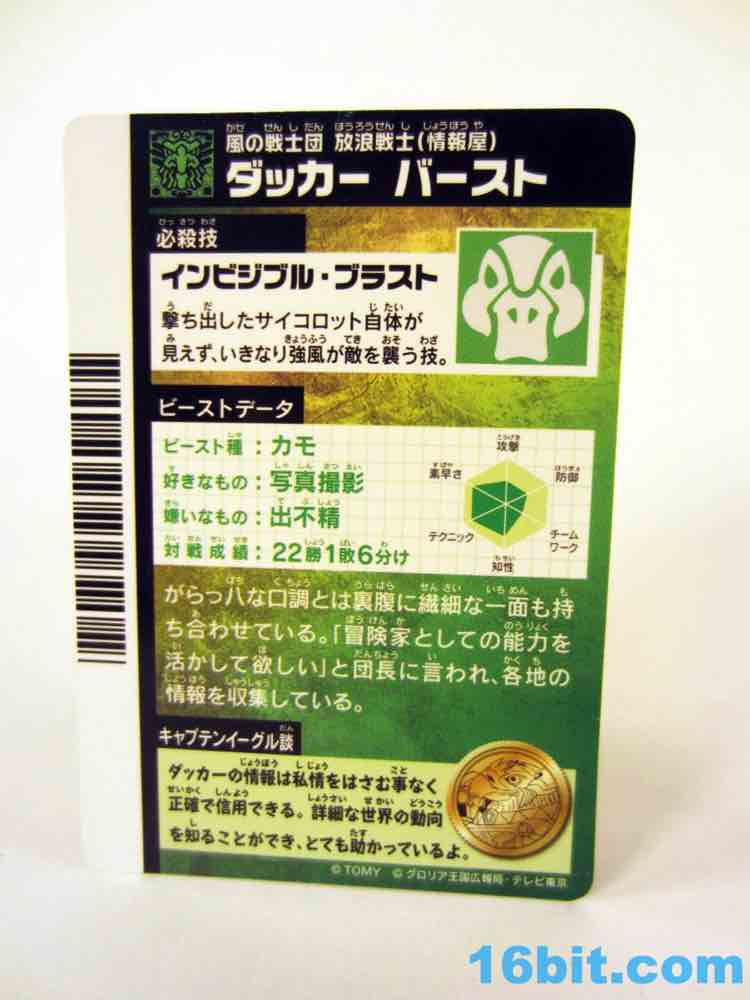 風の戦士団 放浪戦士(情報屋)
ダッカー バースト
必殺技
インビジブル・ブラスト
撃ち出したサイコロット自体が
見えず、いきなり強風が敵を襲う技。
ビーストデータ
ビースト種：カモ
好きなもの：写真撮影
嫌いなもの：出不精
対戦成績：22勝1敗6分け
攻撃
防御
チーム
ワーク
知性
テクニック
素早さ
がらっ八な口調とは裏腹に繊細な一面も持
ち合わせている。「冒険家としての能力を
活かして欲しい」と団長に言われ、各地の
情報を収集している。
キャプテンイーグル談
ダッカーの情報は私情をはさむ事なく
正確で信用できる。詳細な世界の動向
を知ることができ、とても助かっているよ。
©TOMY ©グロリア王国広報局・テレビ東京
16bit.com